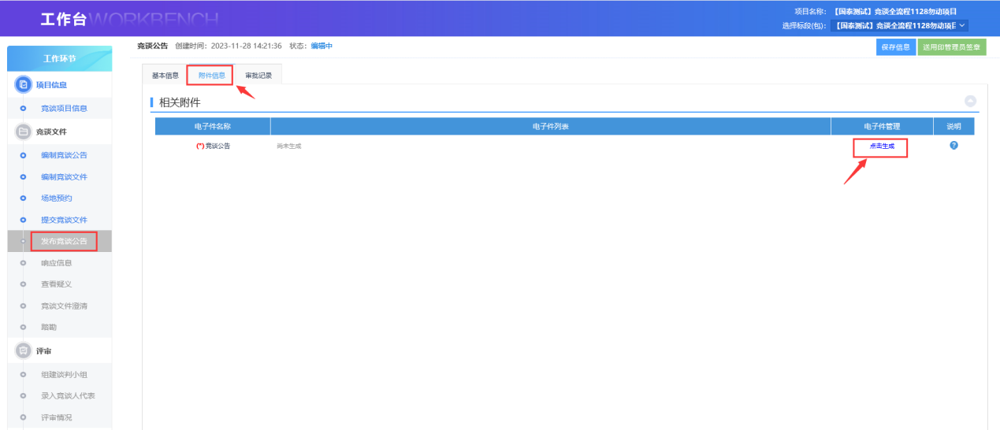 工作台WORKBENCH
项目名称: 【国泰测试】竞谈全流程1128勿动项目
选择标段(包): 【国泰测试】竞谈全流程1128勿动项目
竞谈公告 创建时间: 2023-11-28 14:21:36 状态: 编辑中
保存信息 送用印管理员签章
工作环节
项目信息
竞谈项目信息
竞谈文件
编制竞谈公告
编制竞谈文件
场地预约
提交竞谈文件
发布竞谈公告
响应信息
查看疑义
竞谈文件澄清
踏勘
评审
组建谈判小组
录入竞谈人代表
评审情况
基本信息 附件信息 审批记录
相关附件
电子件名称 电子件列表 电子件管理 说明
(*)竞谈公告 尚未生成 点击生成